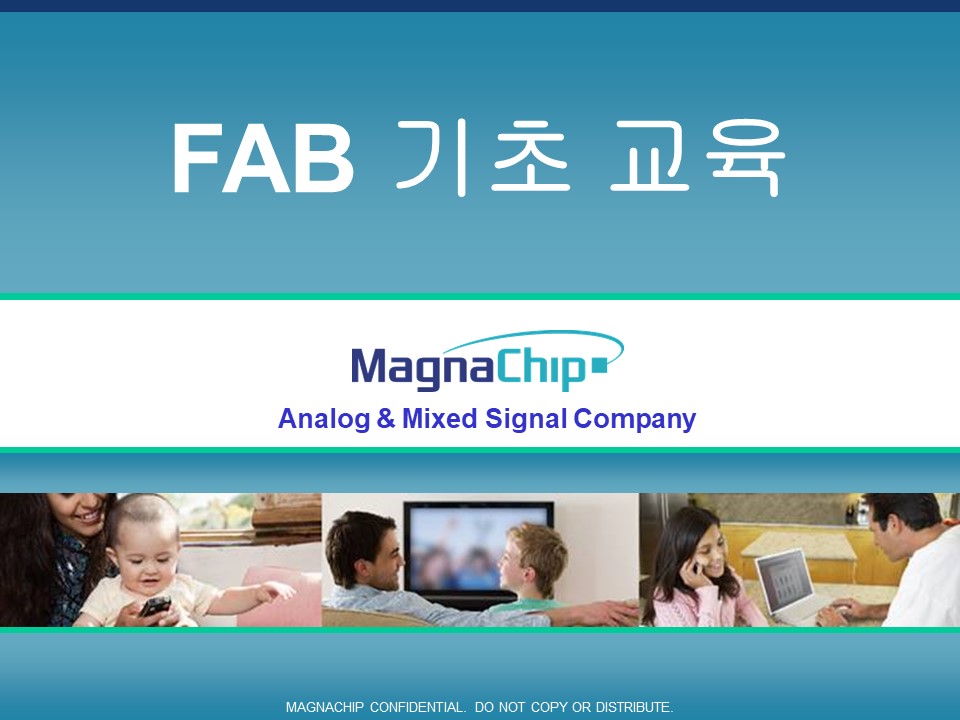 FAB 기초 교육
MagnaChip
Analog & Mixed Signal Company
MAGNACHIP CONFIDENTIAL. DO NOT COPY OR DISTRIBUTE.